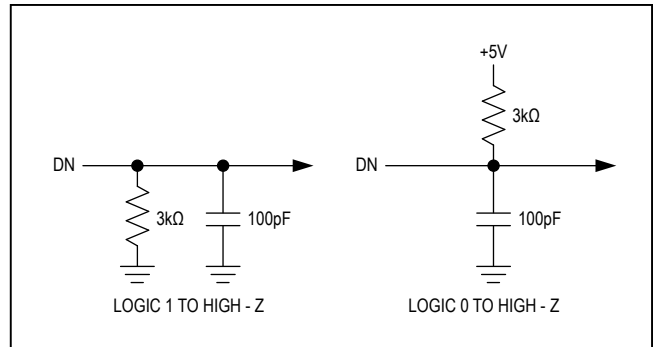 DN
3kΩ
100pF
LOGIC 1 TO HIGH - Z
+5V
3kΩ
DN
100pF
LOGIC 0 TO HIGH - Z